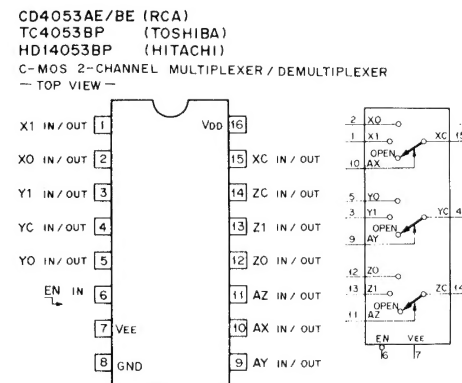 CD4053AE/BE (RCA)
TC4053BP (TOSHIBA)
HD14053BP (HITACHI)
C-MOS 2-CHANNEL MULTIPLEXER / DEMULTIPLEXER
— TOP VIEW —
X1 IN/OUT 1
VDD 16
X0 IN/OUT 2
15 XC IN/OUT
Y1 IN/OUT 3
14 ZC IN/OUT
YC IN/OUT 4
13 Z1 IN/OUT
Y0 IN/OUT 5
12 Z0 IN/OUT
EN IN 6
11 AZ IN/OUT
7 VEE
10 AX IN/OUT
8 GND
9 AY IN/OUT
2 X0
1 X1 XC 15
OPEN
10 AX
5 Y0
3 Y1 YC 4
OPEN
9 AY
12 Z0
13 Z1 ZC 14
OPEN
11 AZ
EN VEE
6 7